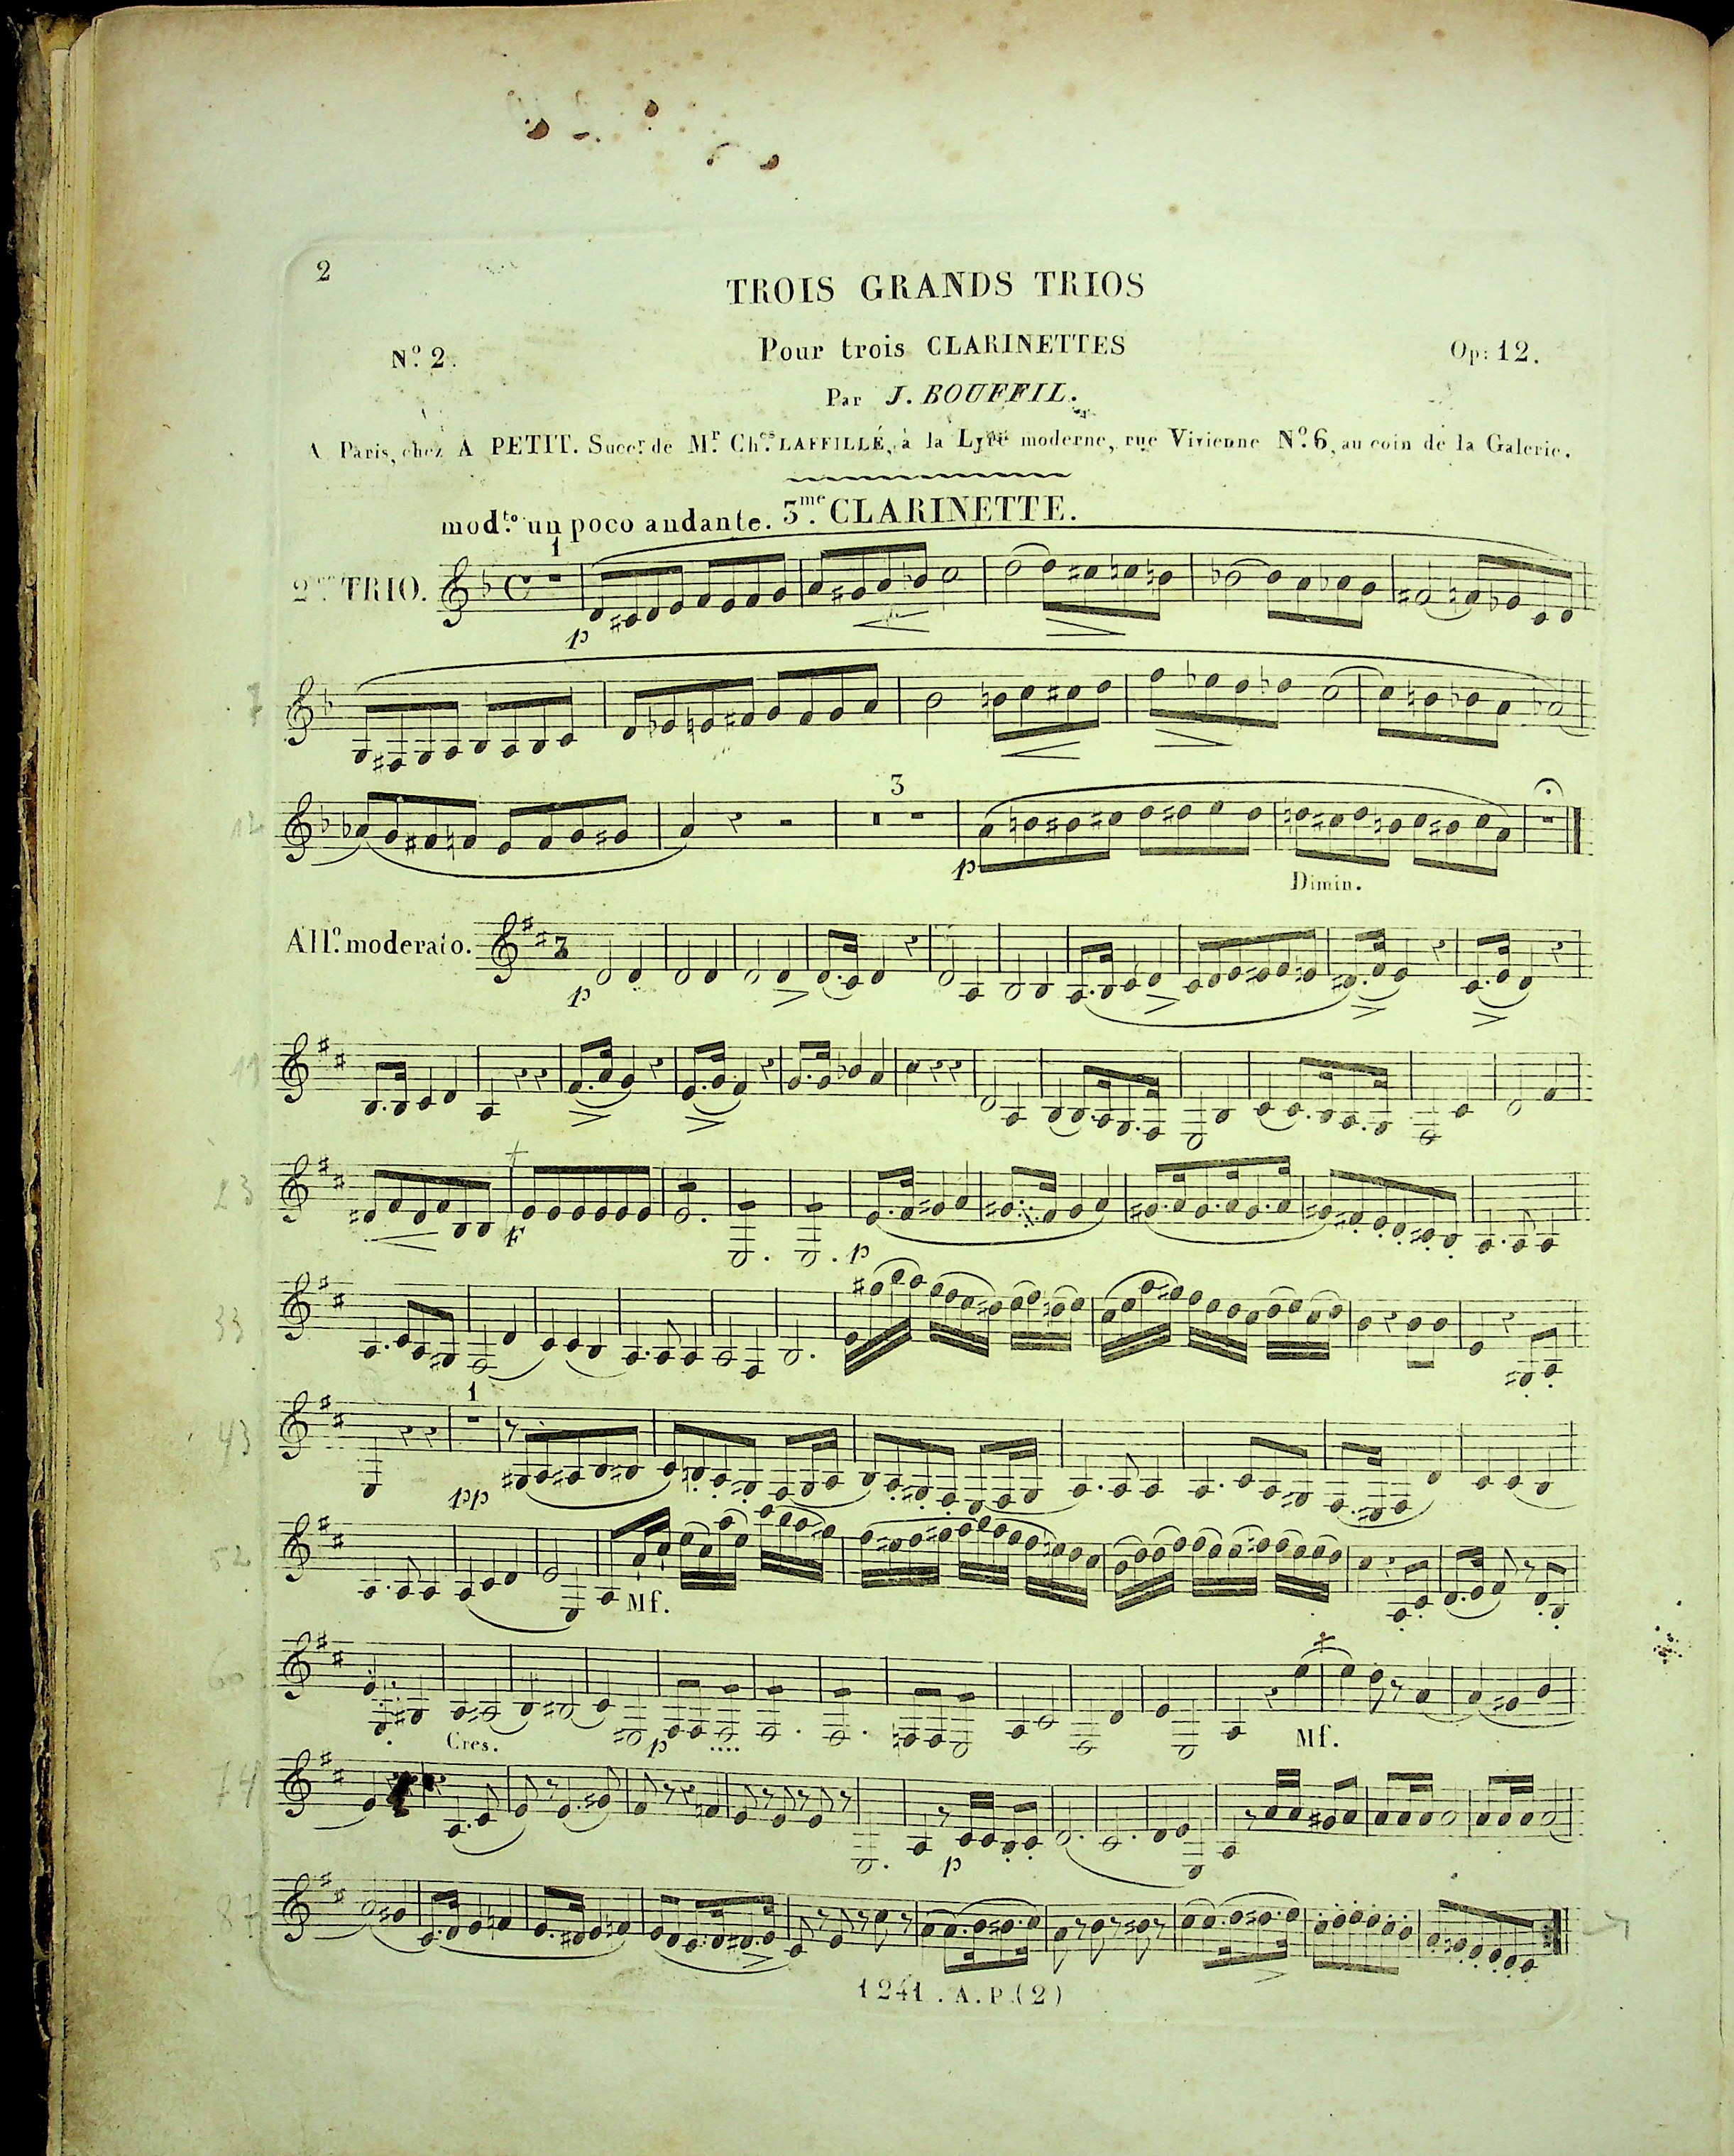 2
TROIS GRANDS TRIOS
Nº. 2.
Pour trois CLARINETTES
Op: 12.
Par J. BOUFFIL.
A Paris, chez A PETIT. Succr. de Mr. Ches. LAFFILLÉ, à la Lyre moderne, rue Vivienne Nº. 6, au coin de la Galerie.
3me. CLARINETTE.
modto. un poco andante.
1
2me TRIO.
p
7
12
3
p
Dimin.
Allº. moderato.
3
p
23
F
p
33
43
1
pp
52
Mf.
60
Cres.
p
Mf.
74
p
87
1241. A.P.(2)